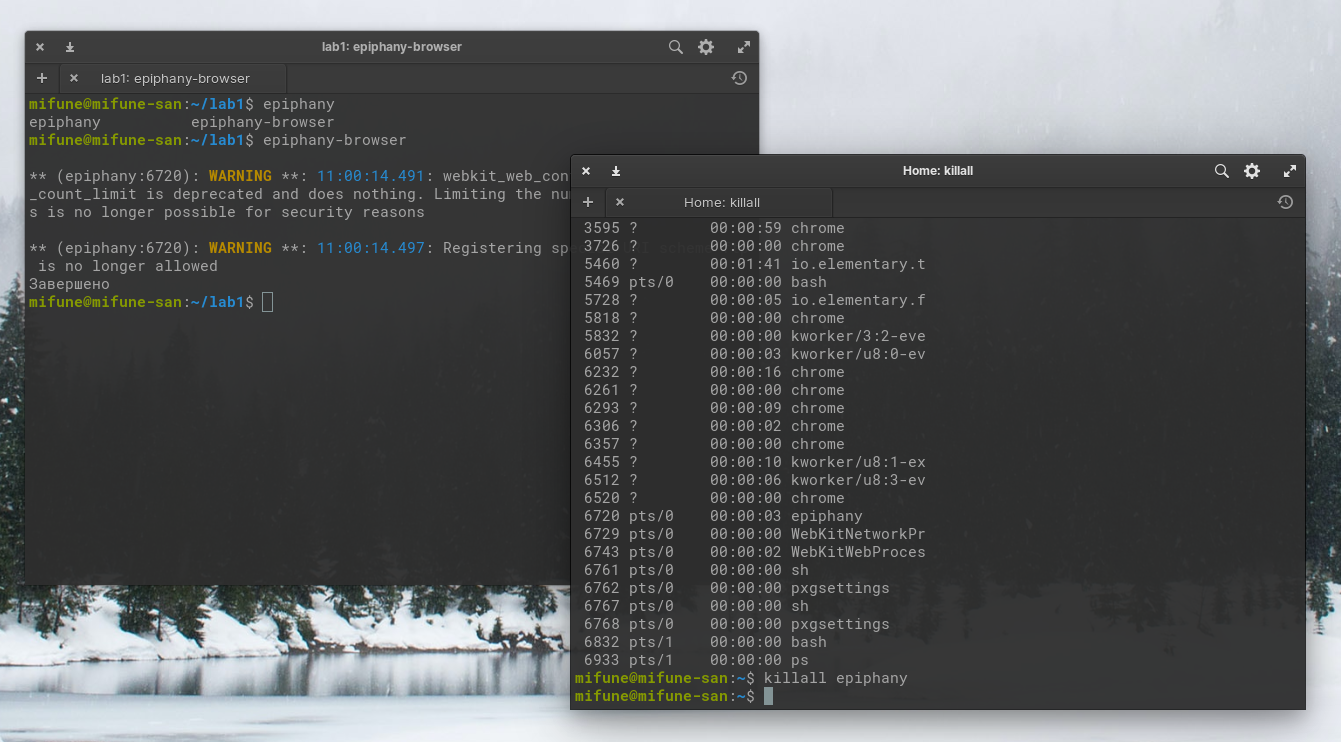 lab1: epiphany-browser
lab1: epiphany-browser
mifune@mifune-san:~/lab1$ epiphany
epiphany          epiphany-browser
mifune@mifune-san:~/lab1$ epiphany-browser
** (epiphany:6720): WARNING **: 11:00:14.491: webkit_web_con
_count_limit is deprecated and does nothing. Limiting the nu
s is no longer possible for security reasons
** (epiphany:6720): WARNING **: 11:00:14.497: Registering spe
 is no longer allowed
Завершено
mifune@mifune-san:~/lab1$
Home: killall
Home: killall
3595 ?        00:00:59 chrome
3726 ?        00:00:00 chrome
5460 ?        00:01:41 io.elementary.t
5469 pts/0    00:00:00 bash
5728 ?        00:00:05 io.elementary.f
5818 ?        00:00:00 chrome
5832 ?        00:00:00 kworker/3:2-eve
6057 ?        00:00:03 kworker/u8:0-ev
6232 ?        00:00:16 chrome
6261 ?        00:00:00 chrome
6293 ?        00:00:09 chrome
6306 ?        00:00:02 chrome
6357 ?        00:00:00 chrome
6455 ?        00:00:10 kworker/u8:1-ex
6512 ?        00:00:06 kworker/u8:3-ev
6520 ?        00:00:00 chrome
6720 pts/0    00:00:03 epiphany
6729 pts/0    00:00:00 WebKitNetworkPr
6743 pts/0    00:00:02 WebKitWebProces
6761 pts/0    00:00:00 sh
6762 pts/0    00:00:00 pxgsettings
6767 pts/0    00:00:00 sh
6768 pts/0    00:00:00 pxgsettings
6832 pts/1    00:00:00 bash
6933 pts/1    00:00:00 ps
mifune@mifune-san:~$ killall epiphany
mifune@mifune-san:~$